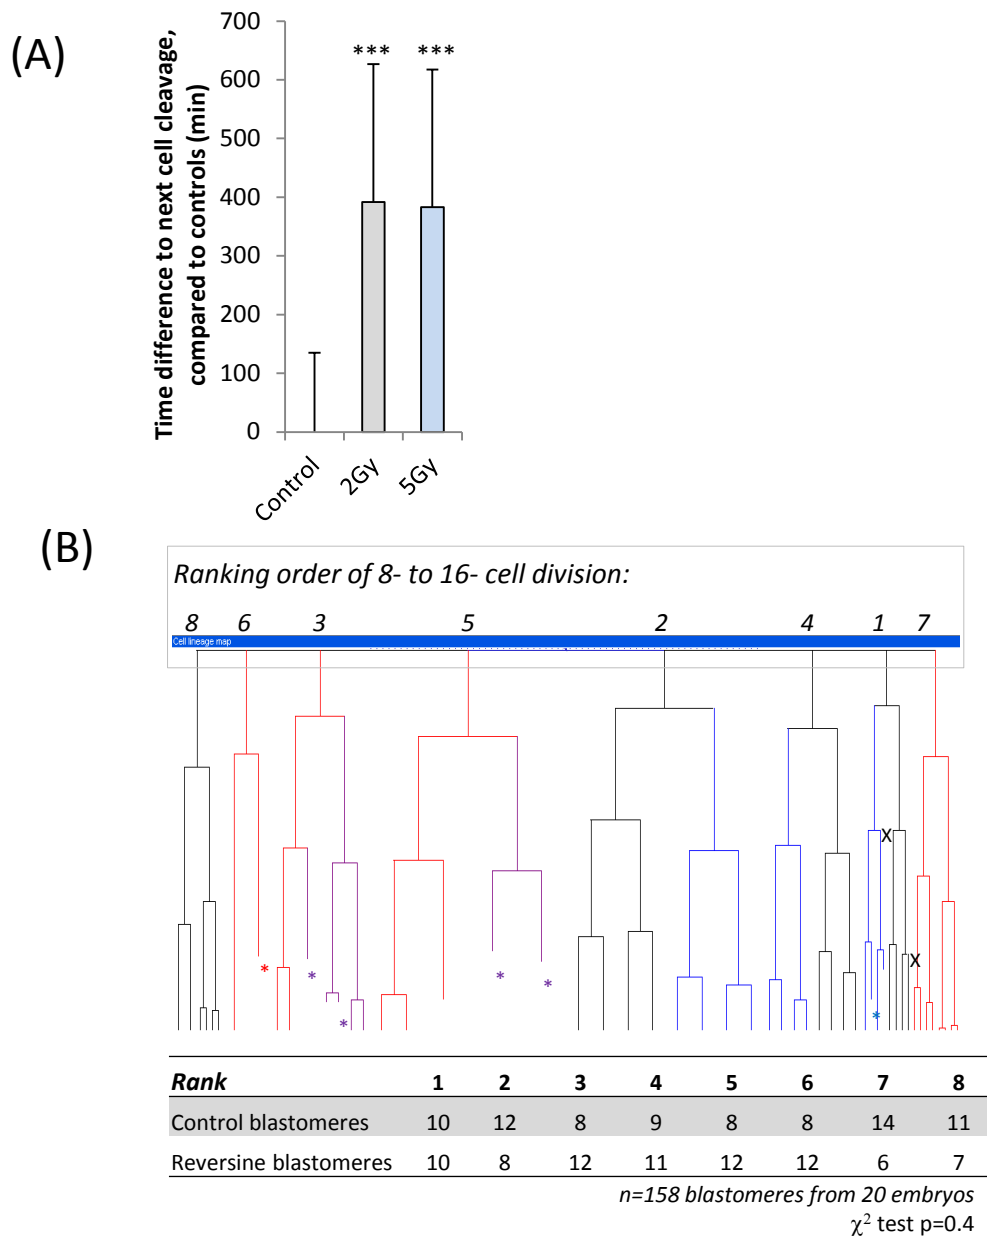 (A)
Time difference to next cell cleavage,
compared to controls (min)
700
600
500
400
300
200
100
0
*** ***
Control 2Gy 5Gy
(B)
Ranking order of 8- to 16- cell division:
8 6 3 5 2 4 1 7
Cell lineage map
X
X
* * * * * *
Rank 1 2 3 4 5 6 7 8
Control blastomeres 10 12 8 9 8 8 14 11
Reversine blastomeres 10 8 12 11 12 12 6 7
n=158 blastomeres from 20 embryos
χ² test p=0.4